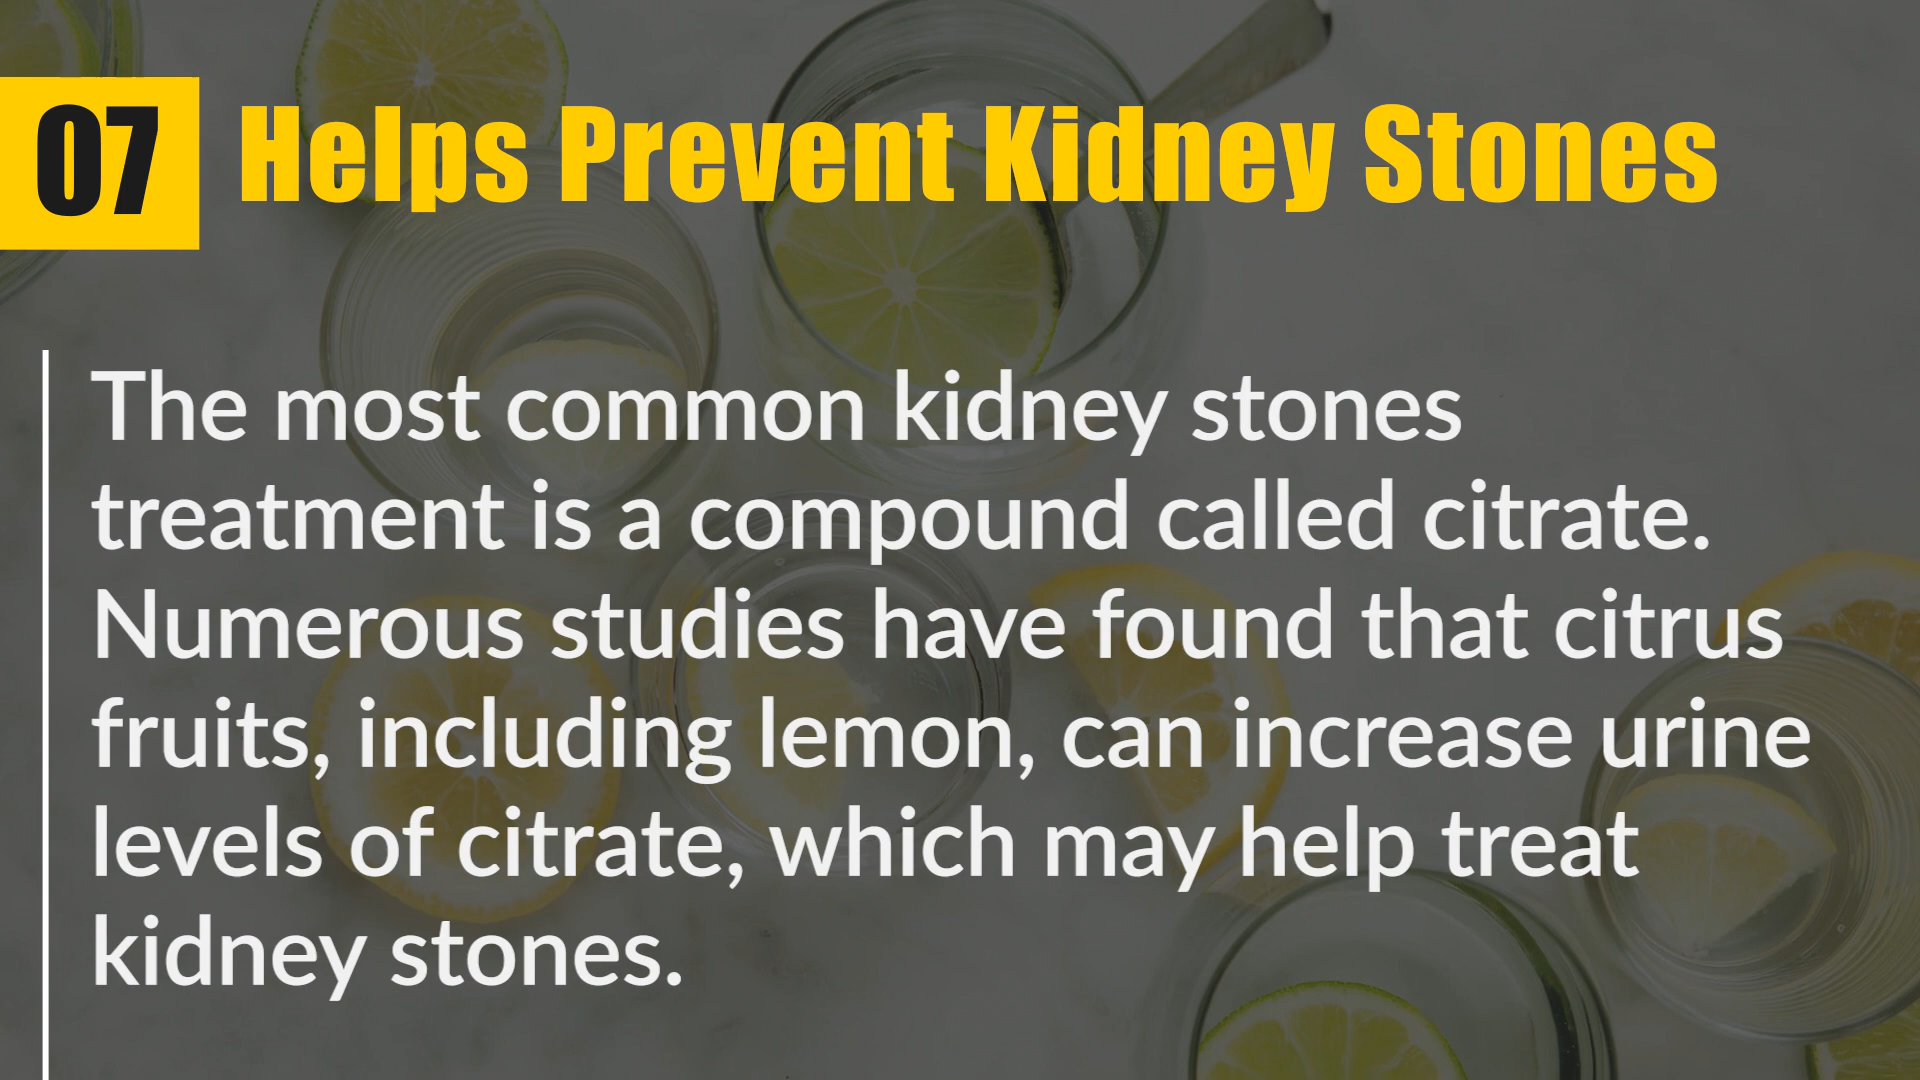 07 Helps Prevent Kidney Stones
The most common kidney stones
treatment is a compound called citrate.
Numerous studies have found that citrus
fruits, including lemon, can increase urine
levels of citrate, which may help treat
kidney stones.